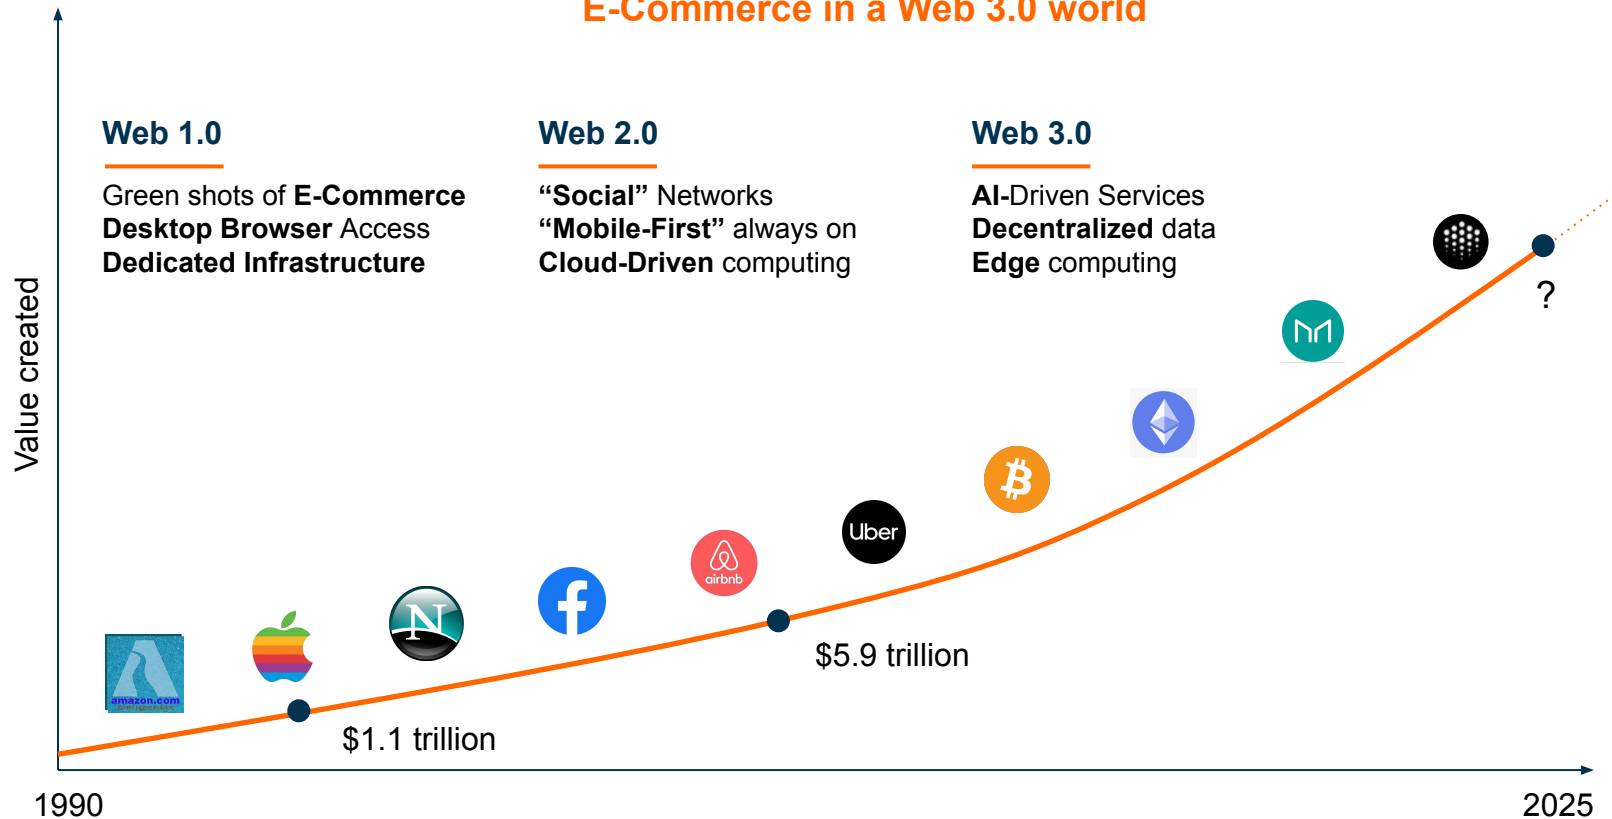 E-Commerce in a Web 3.0 world
Web 1.0
Green shots of E-Commerce
Desktop Browser Access
Dedicated Infrastructure
Web 2.0
“Social” Networks
“Mobile-First” always on
Cloud-Driven computing
Web 3.0
AI-Driven Services
Decentralized data
Edge computing
Value created
?
Uber
airbnb
N
amazon.com
$5.9 trillion
$1.1 trillion
1990
2025